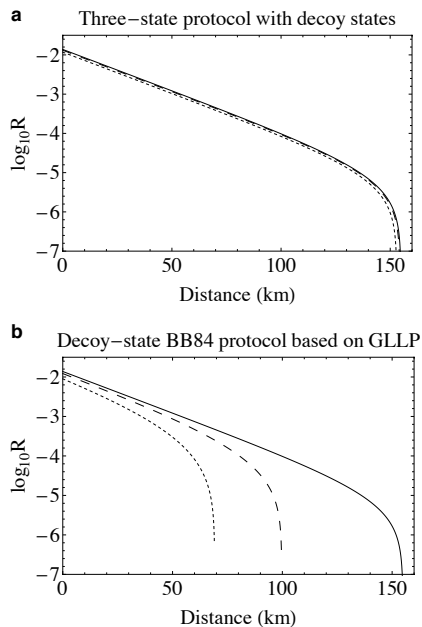 a
Three−state protocol with decoy states
−2
−3
−4
−5
−6
−7
log10R
0 50 100 150
Distance (km)
b
Decoy−state BB84 protocol based on GLLP
−2
−3
−4
−5
−6
−7
log10R
0 50 100 150
Distance (km)